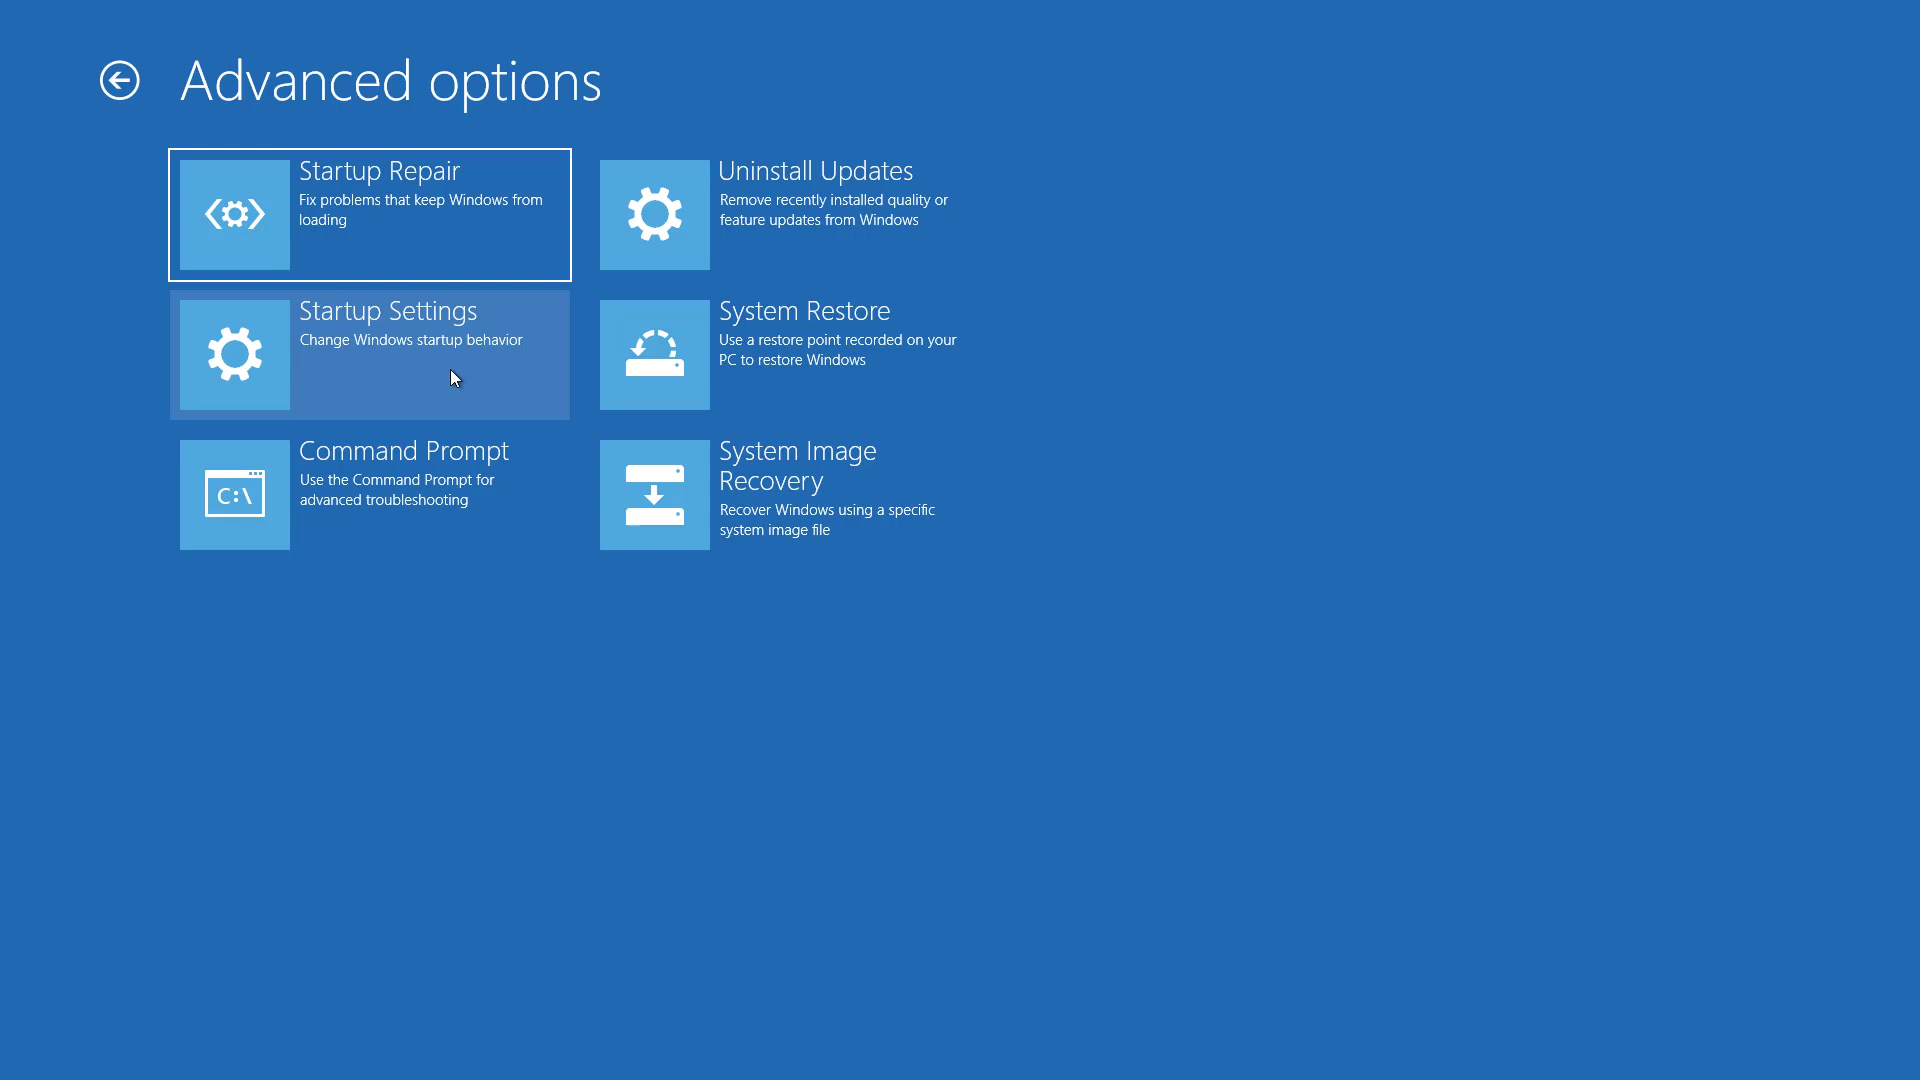 Advanced options
Startup Repair
Fix problems that keep Windows from
loading
Uninstall Updates
Remove recently installed quality or
feature updates from Windows
Startup Settings
Change Windows startup behavior
System Restore
Use a restore point recorded on your
PC to restore Windows
C:\
Command Prompt
Use the Command Prompt for
advanced troubleshooting
System Image
Recovery
Recover Windows using a specific
system image file